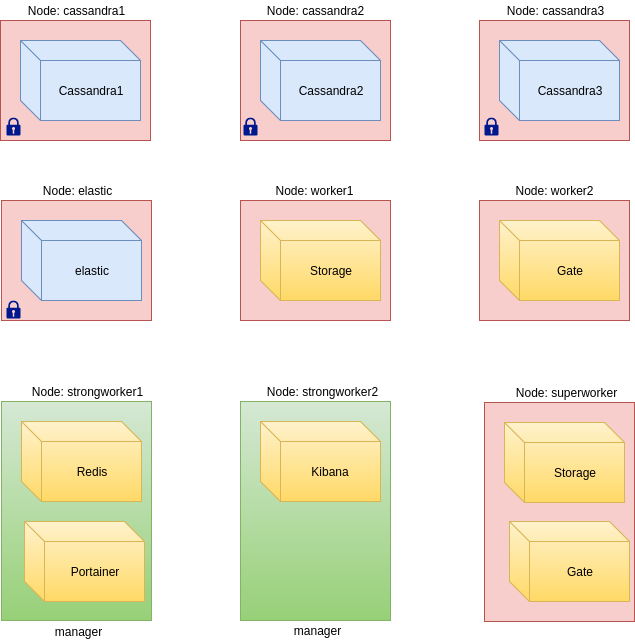 Node: cassandra1
Node: cassandra2
Node: cassandra3
Cassandra1
Cassandra2
Cassandra3
Node: elastic
Node: worker1
Node: worker2
elastic
Storage
Gate
Node: strongworker1
Node: strongworker2
Node: superworker
Redis
Kibana
Storage
Portainer
Gate
manager
manager